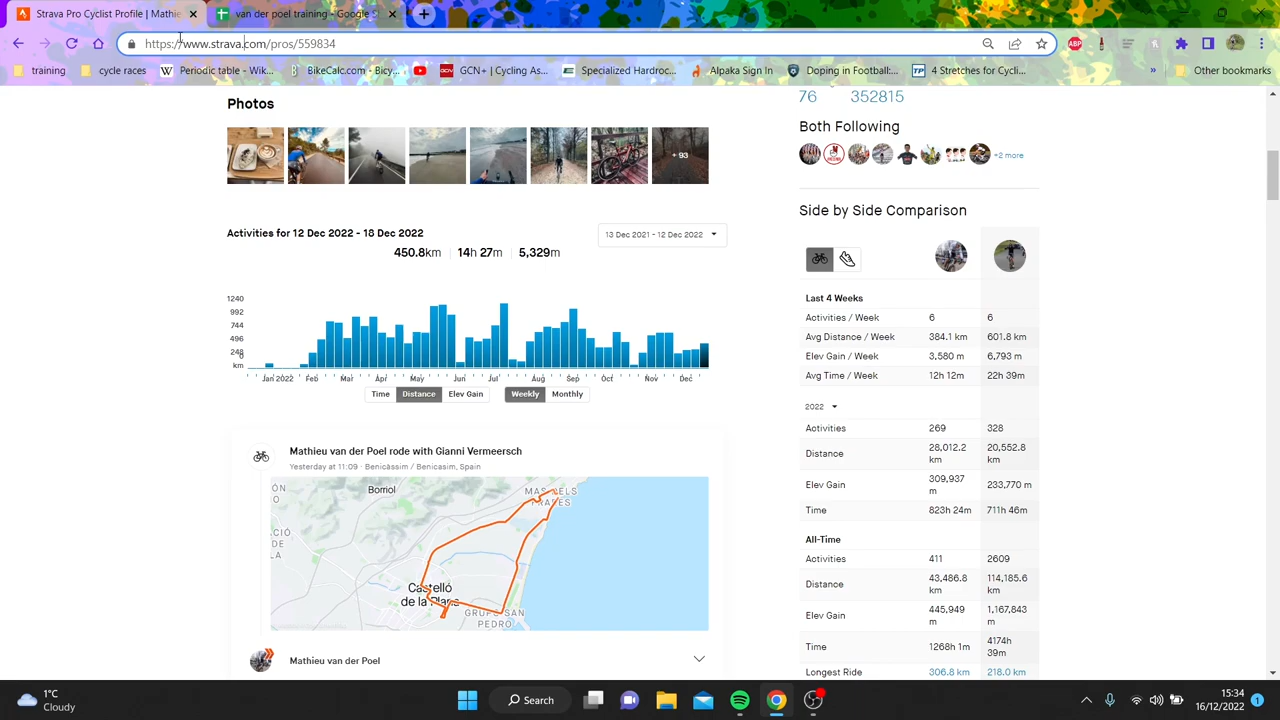 Strava Pro Cyclist Profile | Mathie
van der poel training - Google S
https://www.strava.com/pros/559834
ABP
training
cycle races
Periodic table - Wik...
BikeCalc.com - Bicy...
GCN+ | Cycling As...
Specialized Hardroc...
Alpaka Sign In
Doping in Football:...
4 Stretches for Cycli...
»
Other bookmarks
Photos
+ 93
76 352815
Both Following
+2 more
Side by Side Comparison
Activities for 12 Dec 2022 - 18 Dec 2022
13 Dec 2021 - 12 Dec 2022
450.8km 14h 27m 5,329m
1240
992
744
496
248
0
km
Jan 2022 Feb Mar Apr May Jun Jul Aug Sep Oct Nov Dec
Time Distance Elev Gain Weekly Monthly
Last 4 Weeks
Activities / Week 6 6
Avg Distance / Week 384.1 km 601.8 km
Elev Gain / Week 3,580 m 6,793 m
Avg Time / Week 12h 12m 22h 39m
2022
Activities 269 328
Distance 28,012.2 km 20,552.8 km
Elev Gain 309,937 m 233,770 m
Time 823h 24m 711h 46m
All-Time
Activities 411 2609
Distance 43,486.8 km 114,185.6 km
Elev Gain 445,949 m 1,167,843 m
Time 1268h 1m 4174h 39m
Longest Ride 306.8 km 218.0 km
Mathieu van der Poel rode with Gianni Vermeersch
Yesterday at 11:09 · Benicàssim / Benicasim, Spain
Borriol
Castelló
de la Plana
GRUPO SAN
PEDRO
Mathieu van der Poel
1°C
Cloudy
Search
15:34
16/12/2022
1